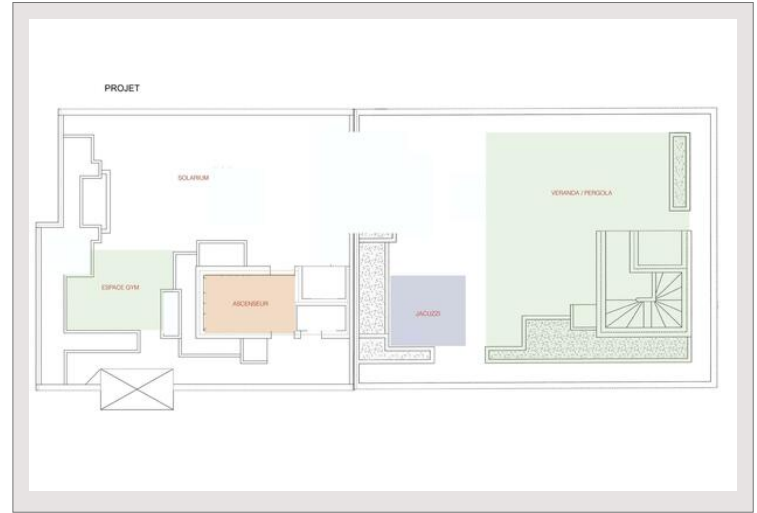 PROJET
SOLARIUM
VERANDA / PERGOLA
ESPACE GYM
ASCENSEUR
JACUZZI